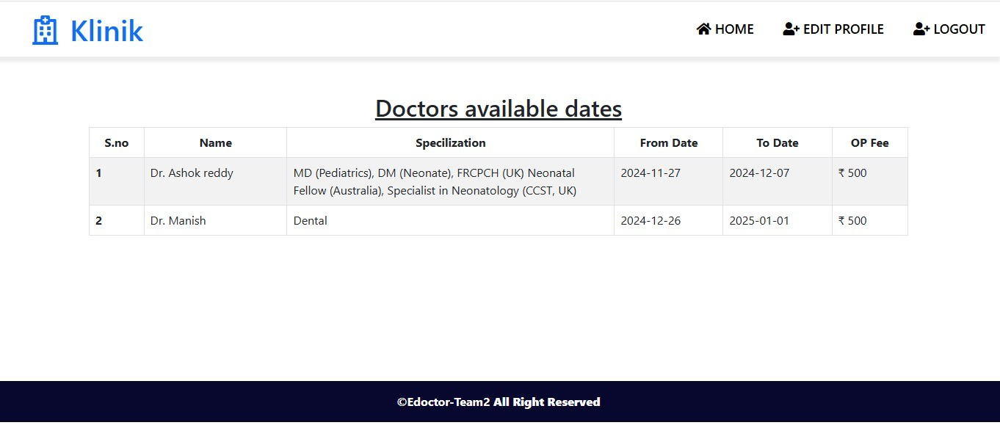 Klinik
HOME
EDIT PROFILE
LOGOUT
Doctors available dates
S.no Name Specilization From Date To Date OP Fee
1 Dr. Ashok reddy MD (Pediatrics), DM (Neonate), FRCPCH (UK) Neonatal 2024-11-27 2024-12-07 ₹ 500
Fellow (Australia), Specialist in Neonatology (CCST, UK)
2 Dr. Manish Dental 2024-12-26 2025-01-01 ₹ 500
©Edoctor-Team2 All Right Reserved